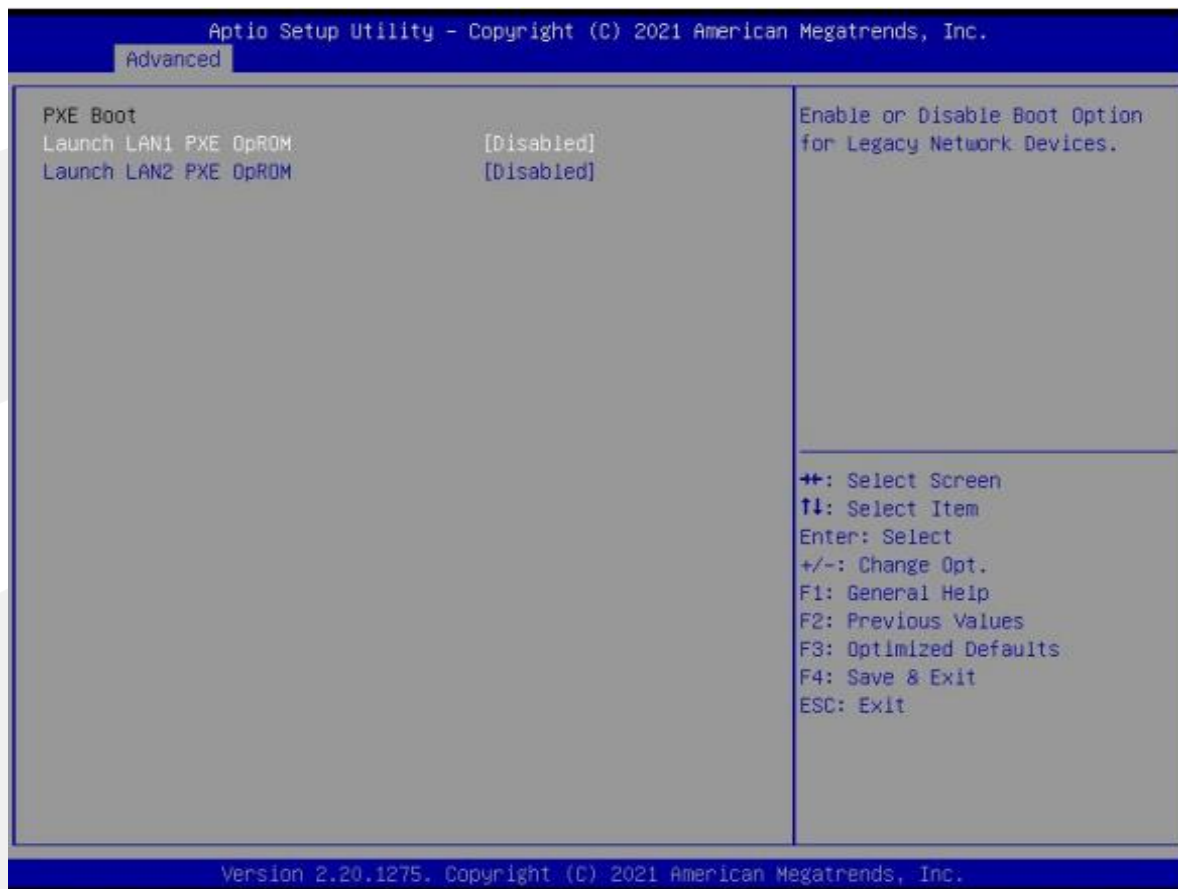 Aptio Setup Utility – Copyright (C) 2021 American Megatrends, Inc.
Advanced
PXE Boot
Launch LAN1 PXE OpROM [Disabled]
Launch LAN2 PXE OpROM [Disabled]
Enable or Disable Boot Option
for Legacy Network Devices.
→←: Select Screen
↑↓: Select Item
Enter: Select
+/-: Change Opt.
F1: General Help
F2: Previous Values
F3: Optimized Defaults
F4: Save & Exit
ESC: Exit
Version 2.20.1275. Copyright (C) 2021 American Megatrends, Inc.